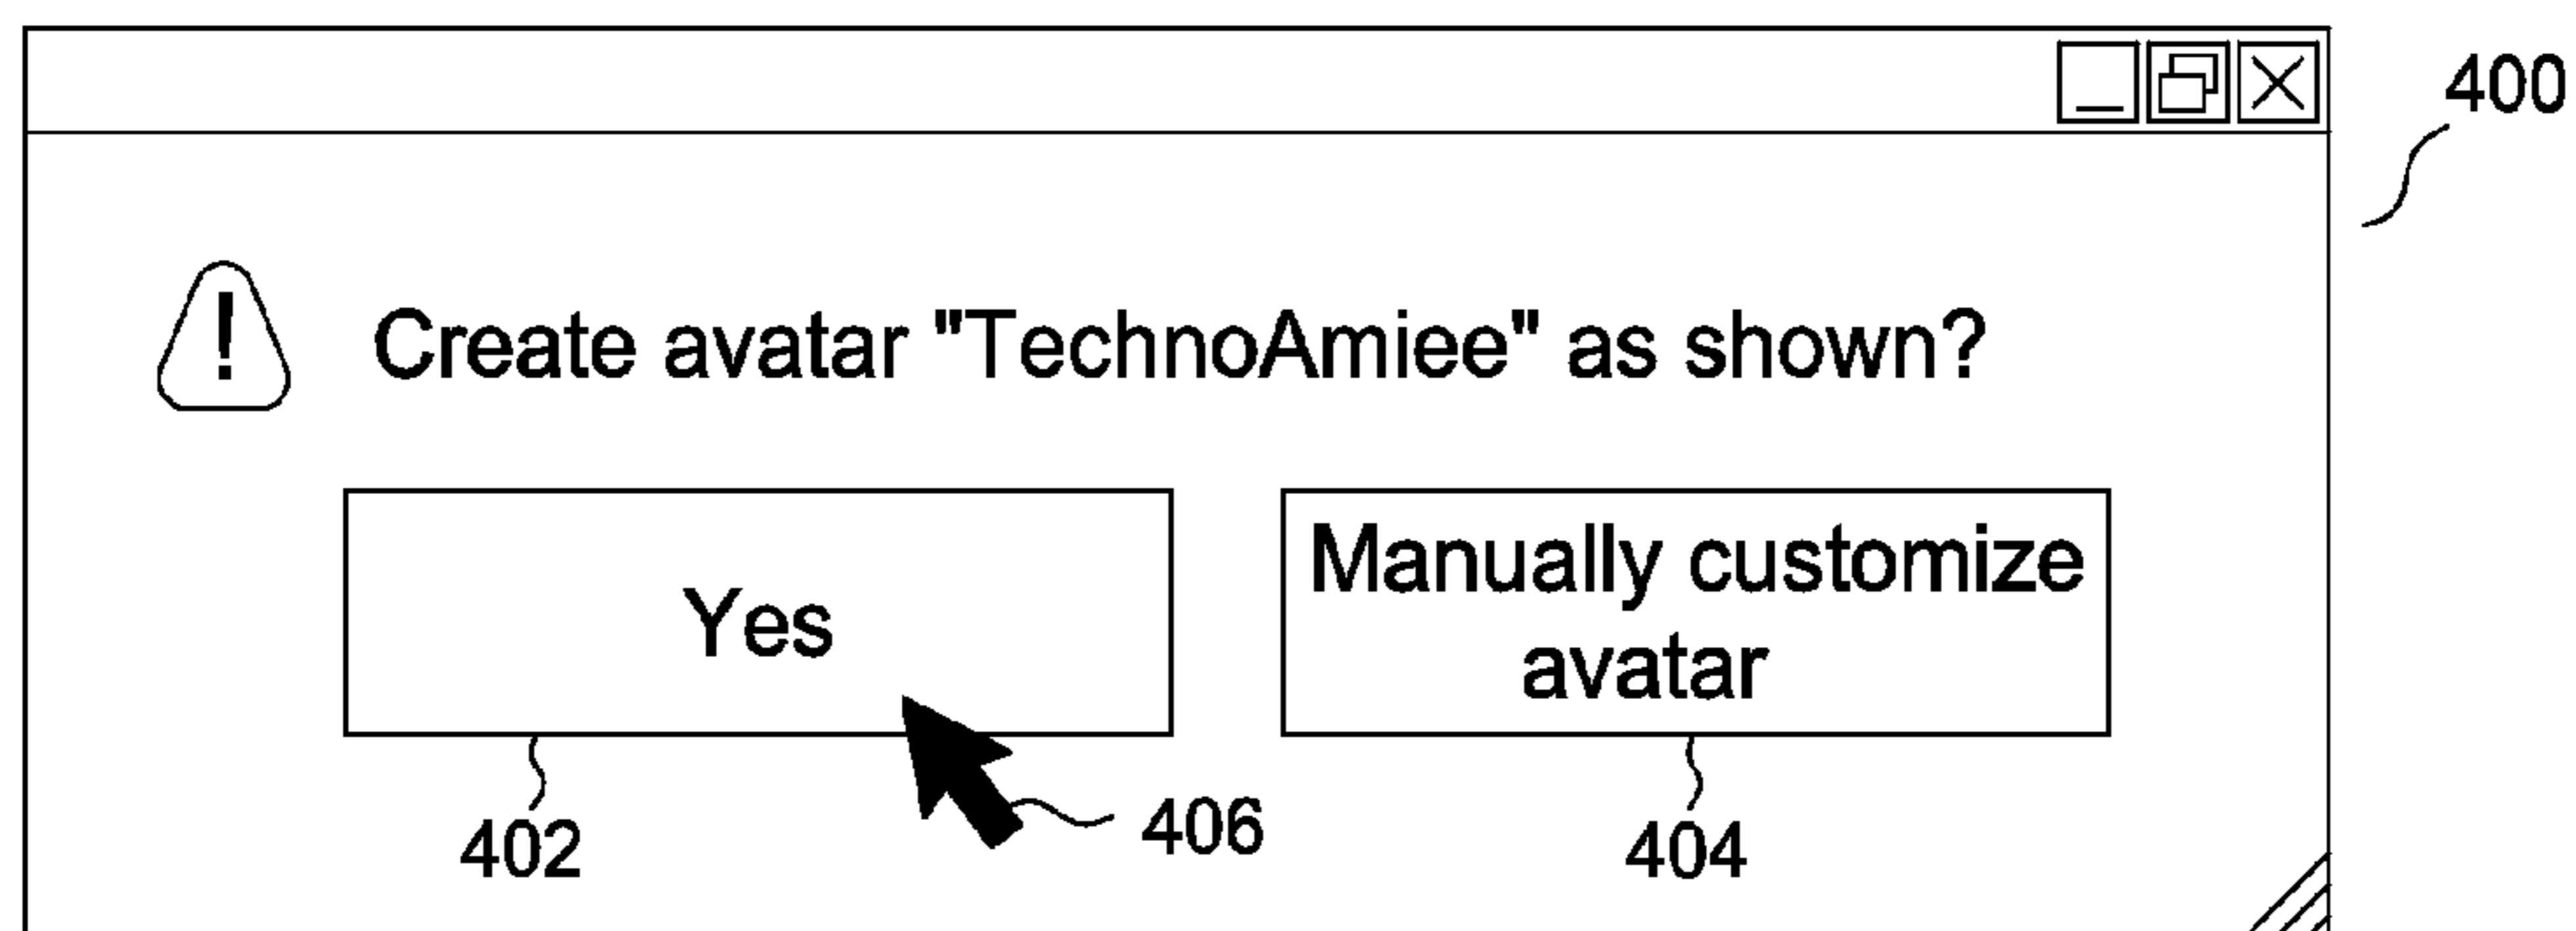 400
! Create avatar "TechnoAmiee" as shown?
Yes
Manually customize
avatar
402
406
404